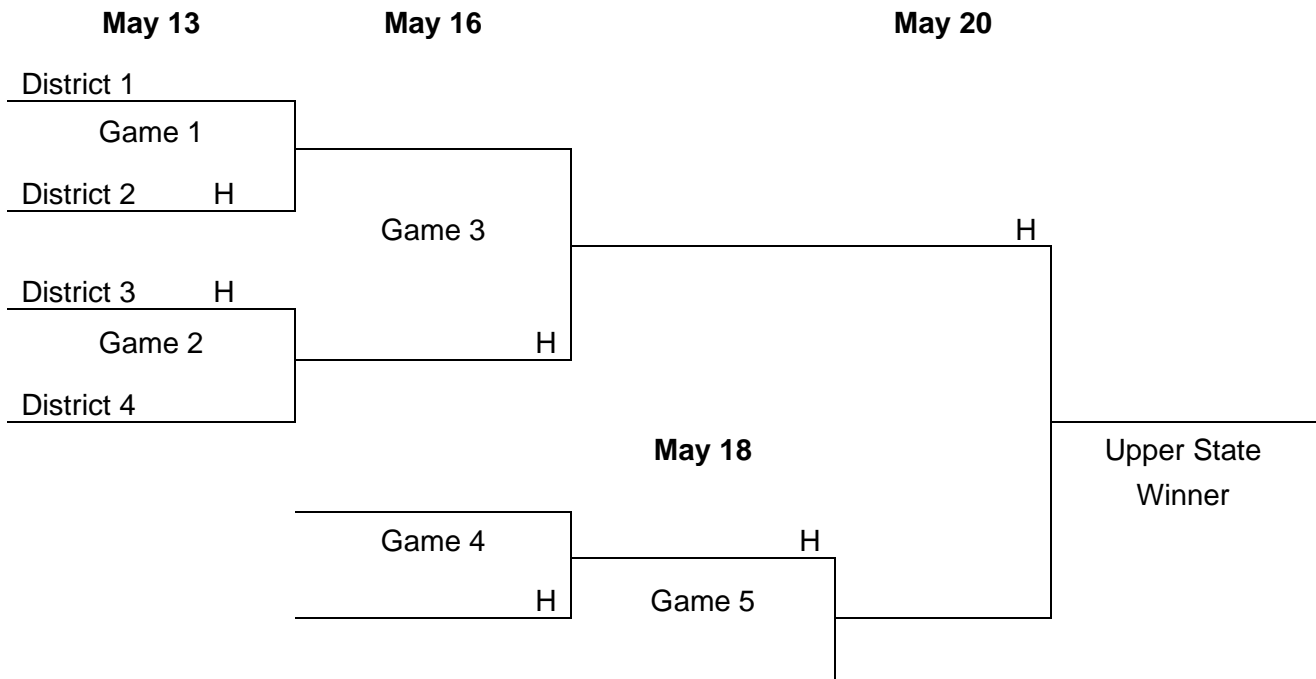 May 13 May 16 May 20
District 1
Game 1
District 2 H
Game 3 H
District 3 H
Game 2 H
District 4
May 18 Upper State
Winner
Game 4 H
H Game 5